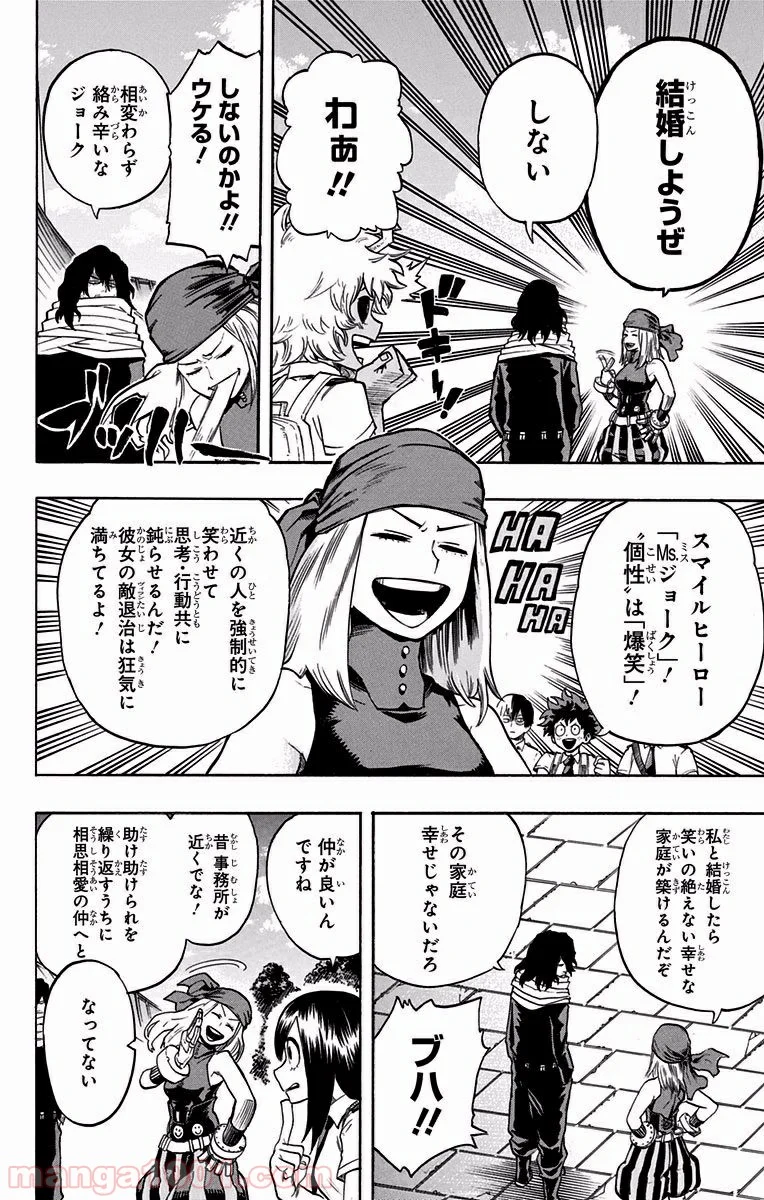 結婚しようぜ
しない
わぁ!!
ドキ
しないのかよ!!
ウケる!
相変わらず
絡み辛いな
ジョーク
スマイルヒーロー
「Ms.ジョーク」!
“個性”は「爆笑」!
HA
HA
HA
近くの人を強制的に
笑わせて
思考・行動共に
鈍らせるんだ!
彼女の敵退治は狂気に
満ちてるよ!
私と結婚したら
笑いの絶えない幸せな
家庭が築けるんだぞ
その家庭
幸せじゃないだろ
ブハ!!
仲が良いん
ですね
昔事務所が
近くでな!
助け助けられを
繰り返すうちに
相思相愛の仲へと
なってない